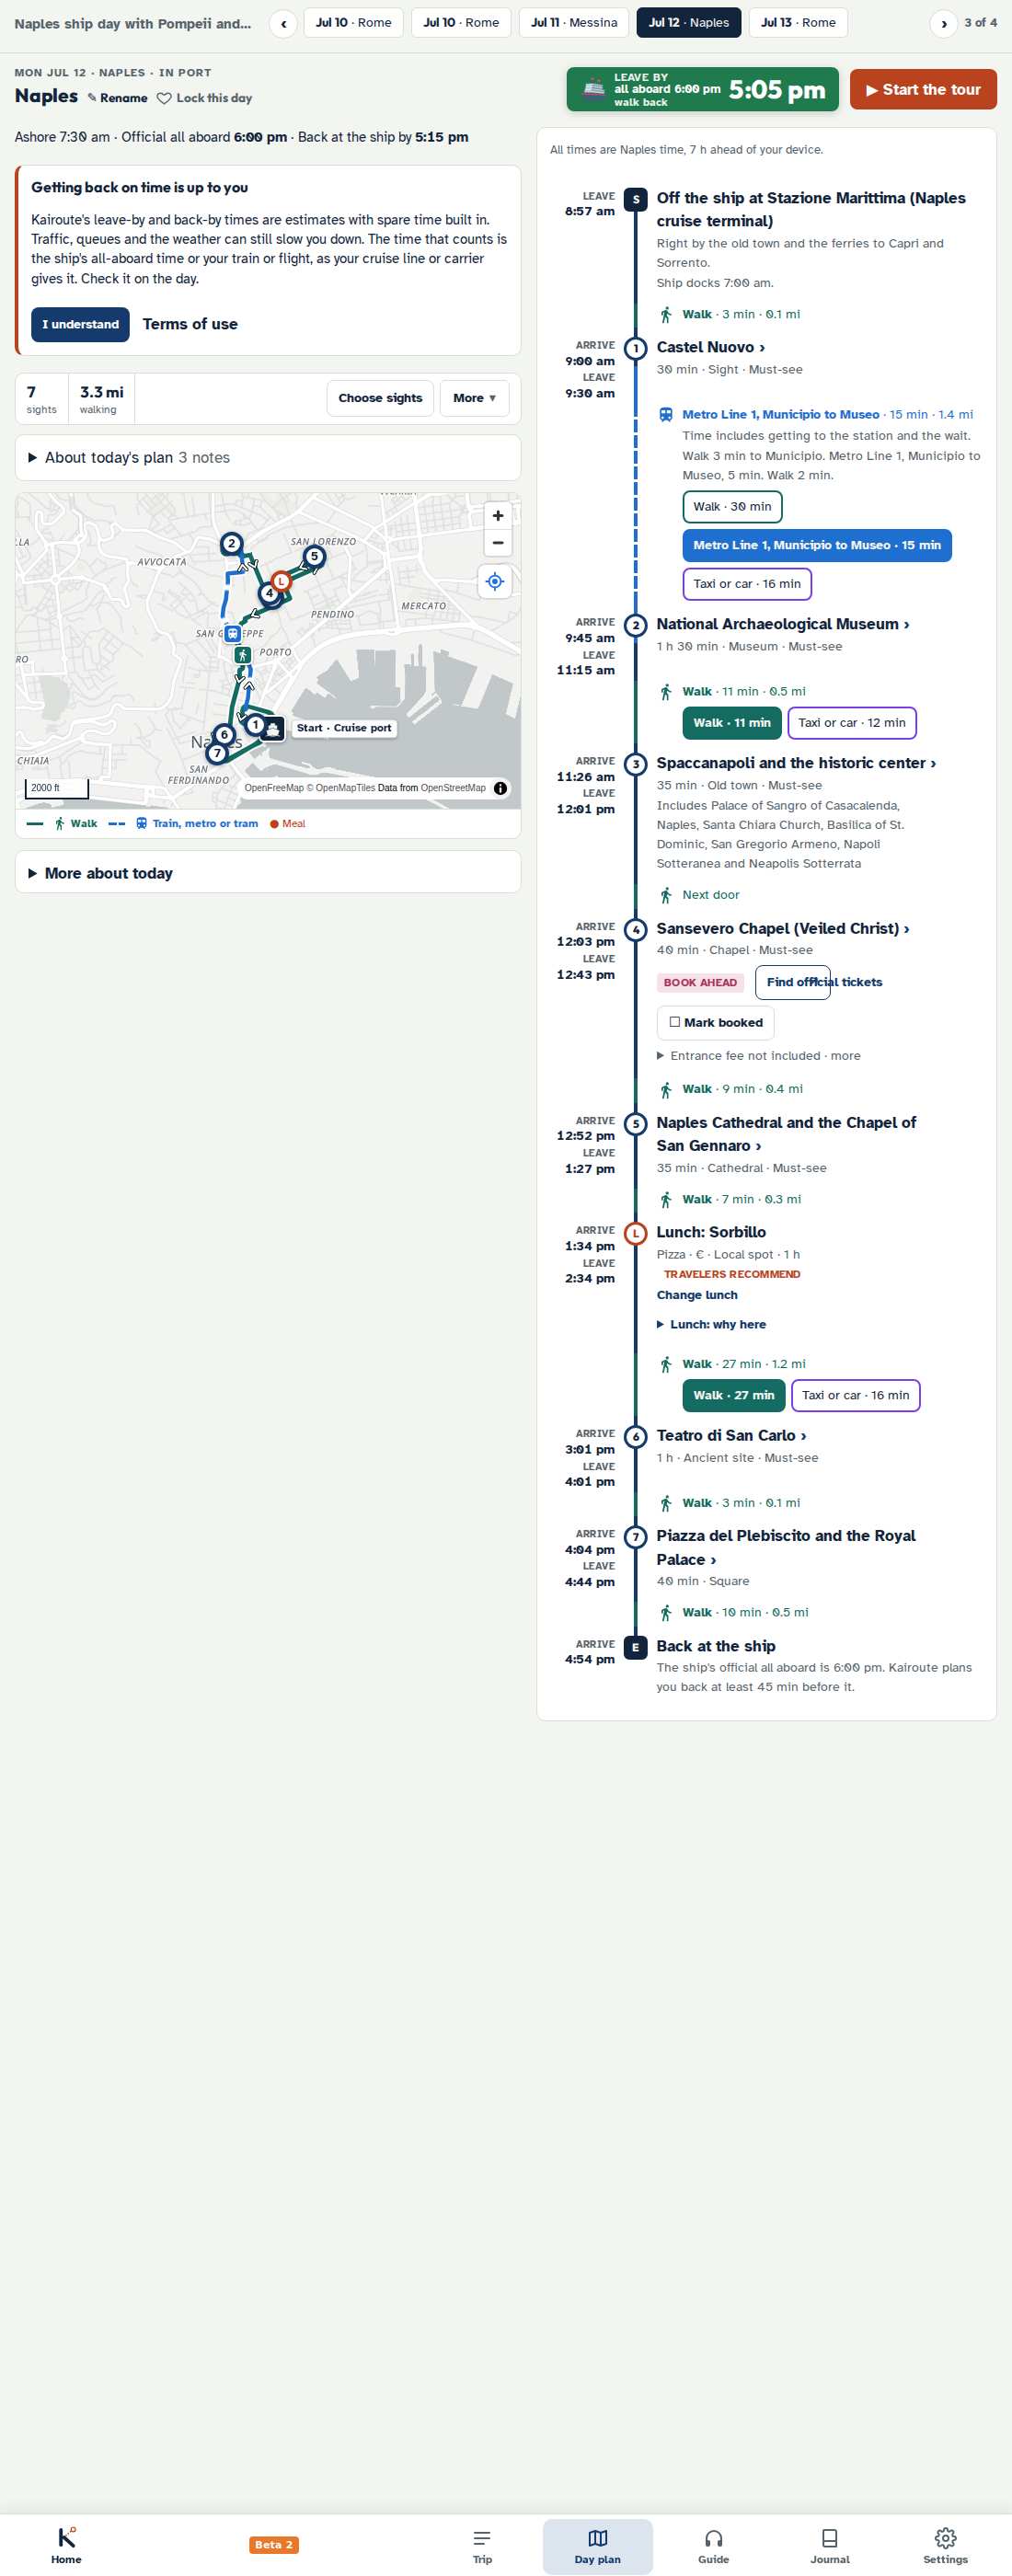 Naples ship day with Pompeii and...
‹
Jul 10 · Rome
Jul 10 · Rome
Jul 11 · Messina
Jul 12 · Naples
Jul 13 · Rome
›
3 of 4
MON JUL 12 · NAPLES · IN PORT
Naples ✎ Rename Lock this day
LEAVE BY
all aboard 6:00 pm
walk back
5:05 pm
▶ Start the tour
Ashore 7:30 am · Official all aboard 6:00 pm · Back at the ship by 5:15 pm
Getting back on time is up to you
Kairoute's leave-by and back-by times are estimates with spare time built in.
Traffic, queues and the weather can still slow you down. The time that counts is
the ship's all-aboard time or your train or flight, as your cruise line or carrier
gives it. Check it on the day.
I understand
Terms of use
7
sights
3.3 mi
walking
Choose sights
More ▼
▶ About today's plan 3 notes
AVVOCATA
SAN LORENZO
PENDINO
MERCATO
PORTO
CHIAIA
SAN
FERDINANDO
LLA
RO
2
5
L
4
1
6
7
Start · Cruise port
+
−
2000 ft
OpenFreeMap © OpenMapTiles Data from OpenStreetMap
Walk
Train, metro or tram
Meal
▶ More about today
All times are Naples time, 7 h ahead of your device.
LEAVE
8:57 am
S
Off the ship at Stazione Marittima (Naples
cruise terminal)
Right by the old town and the ferries to Capri and
Sorrento.
Ship docks 7:00 am.
Walk · 3 min · 0.1 mi
ARRIVE
9:00 am
LEAVE
9:30 am
1
Castel Nuovo ›
30 min · Sight · Must-see
Metro Line 1, Municipio to Museo · 15 min · 1.4 mi
Time includes getting to the station and the wait.
Walk 3 min to Municipio. Metro Line 1, Municipio to
Museo, 5 min. Walk 2 min.
Walk · 30 min
Metro Line 1, Municipio to Museo · 15 min
Taxi or car · 16 min
ARRIVE
9:45 am
LEAVE
11:15 am
2
National Archaeological Museum ›
1 h 30 min · Museum · Must-see
Walk · 11 min · 0.5 mi
Walk · 11 min
Taxi or car · 12 min
ARRIVE
11:26 am
LEAVE
12:01 pm
3
Spaccanapoli and the historic center ›
35 min · Old town · Must-see
Includes Palace of Sangro of Casacalenda,
Naples, Santa Chiara Church, Basilica of St.
Dominic, San Gregorio Armeno, Napoli
Sotteranea and Neapolis Sotterrata
Next door
ARRIVE
12:03 pm
LEAVE
12:43 pm
4
Sansevero Chapel (Veiled Christ) ›
40 min · Chapel · Must-see
BOOK AHEAD
Find official tickets
☐ Mark booked
▶ Entrance fee not included · more
Walk · 9 min · 0.4 mi
ARRIVE
12:52 pm
LEAVE
1:27 pm
5
Naples Cathedral and the Chapel of
San Gennaro ›
35 min · Cathedral · Must-see
Walk · 7 min · 0.3 mi
ARRIVE
1:34 pm
LEAVE
2:34 pm
L
Lunch: Sorbillo
Pizza · € · Local spot · 1 h
TRAVELERS RECOMMEND
Change lunch
▶ Lunch: why here
Walk · 27 min · 1.2 mi
Walk · 27 min
Taxi or car · 16 min
ARRIVE
3:01 pm
LEAVE
4:01 pm
6
Teatro di San Carlo ›
1 h · Ancient site · Must-see
Walk · 3 min · 0.1 mi
ARRIVE
4:04 pm
LEAVE
4:44 pm
7
Piazza del Plebiscito and the Royal
Palace ›
40 min · Square
Walk · 10 min · 0.5 mi
ARRIVE
4:54 pm
E
Back at the ship
The ship's official all aboard is 6:00 pm. Kairoute plans
you back at least 45 min before it.
Home
Beta 2
Trip
Day plan
Guide
Journal
Settings